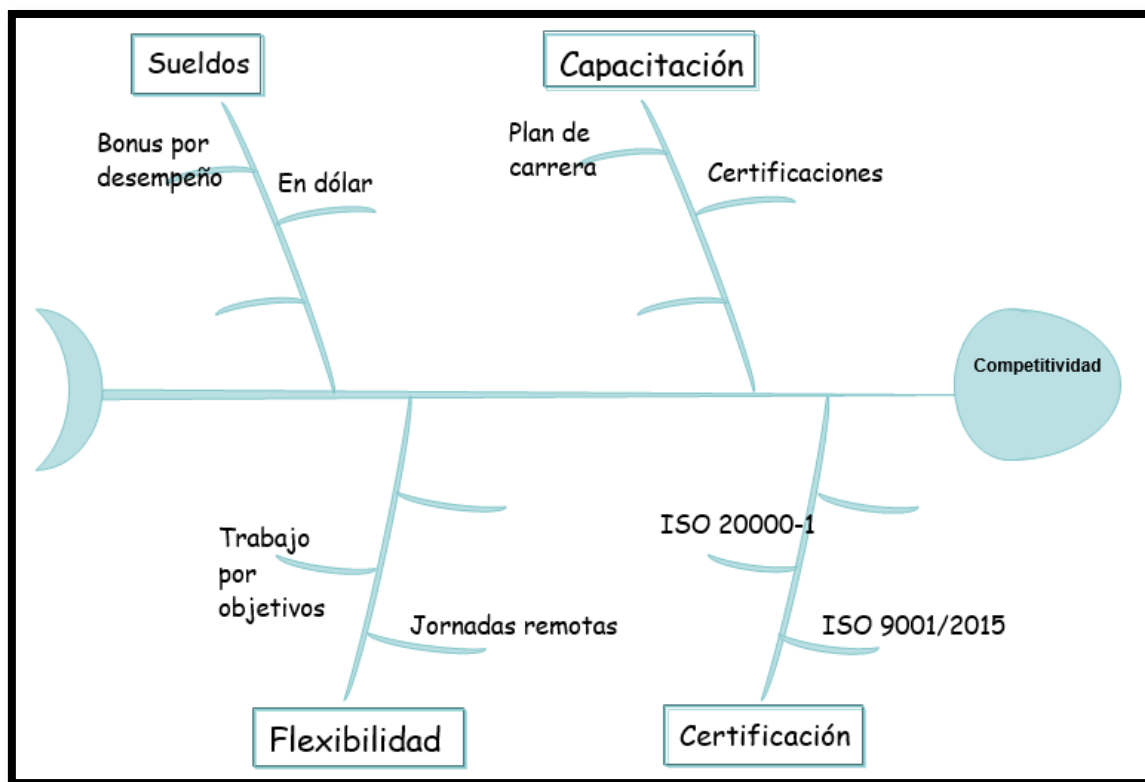 Sueldos
Capacitación
Bonus por
desempeño
En dólar
Plan de
carrera
Certificaciones
Competitividad
Trabajo
por
objetivos
Jornadas remotas
ISO 20000-1
ISO 9001/2015
Flexibilidad
Certificación